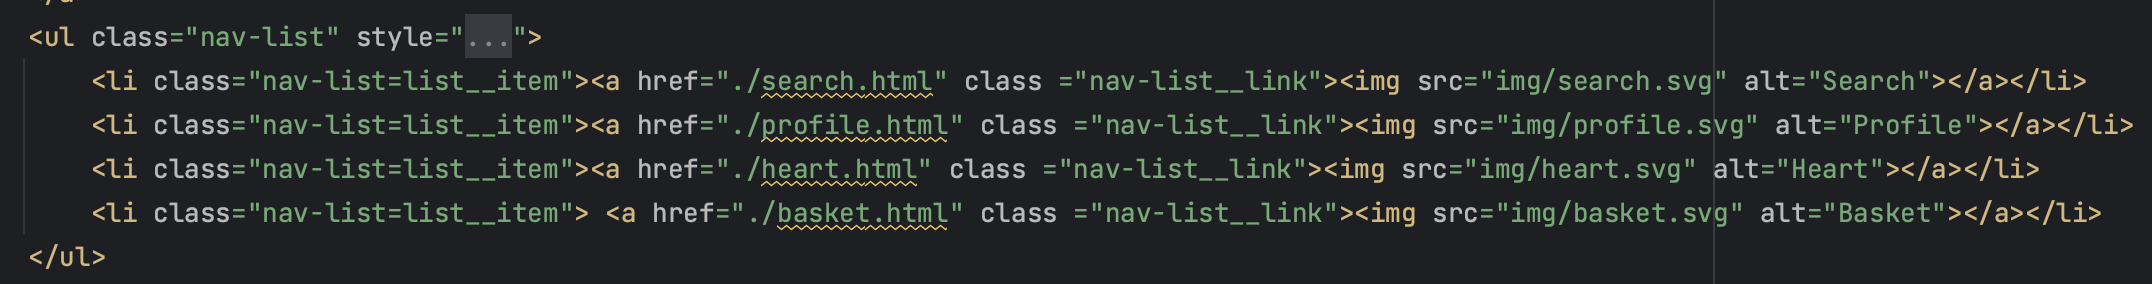 <ul class="nav-list" style="...">
<li class="nav-list=list__item"><a href="./search.html" class ="nav-list__link"><img src="img/search.svg" alt="Search"></a></li>
<li class="nav-list=list__item"><a href="./profile.html" class ="nav-list__link"><img src="img/profile.svg" alt="Profile"></a></li>
<li class="nav-list=list__item"><a href="./heart.html" class ="nav-list__link"><img src="img/heart.svg" alt="Heart"></a></li>
<li class="nav-list=list__item"> <a href="./basket.html" class ="nav-list__link"><img src="img/basket.svg" alt="Basket"></a></li>
</ul>